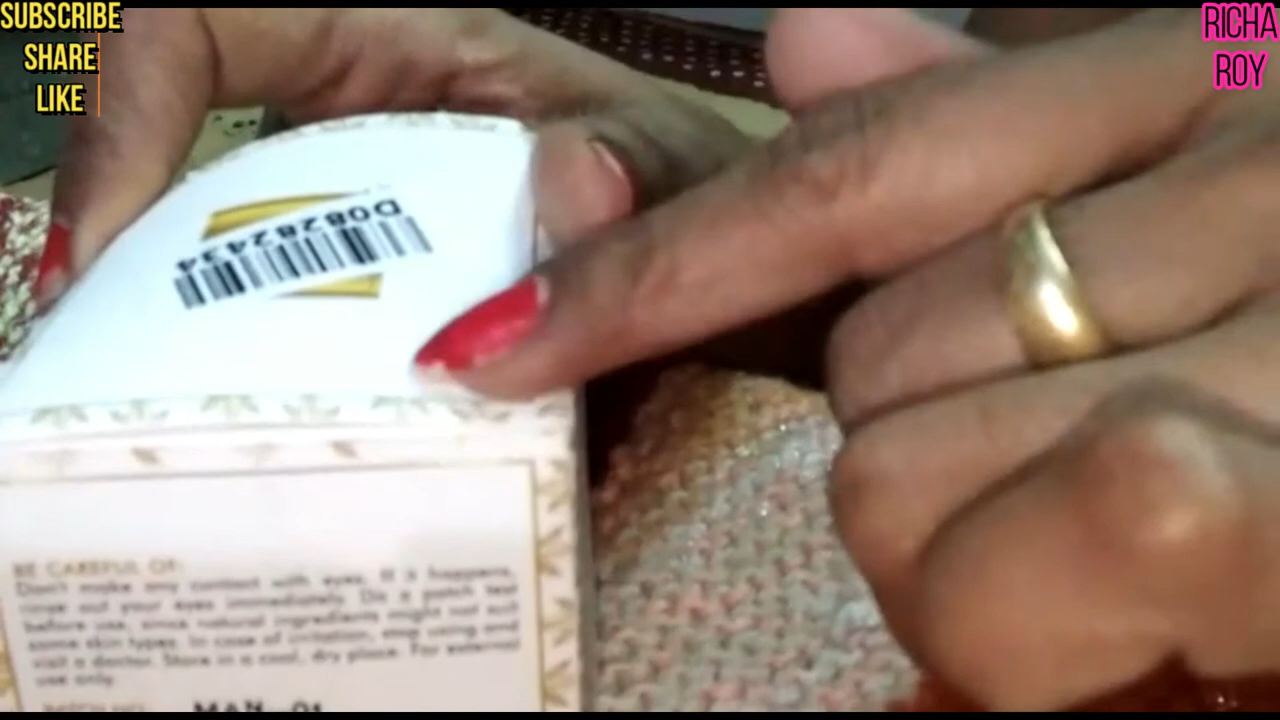 SUBSCRIBE
SHARE
LIKE
RICHA
ROY
D08282434
BE CAREFUL OF:
Don't make any contact with eyes. If it happens,
rinse out your eyes immediately. Do a patch test
before use, since natural ingredients might not suit
some skin types. In case of irritation, stop using and
visit a doctor. Store in a cool, dry place. For external
use only.
MAN-01